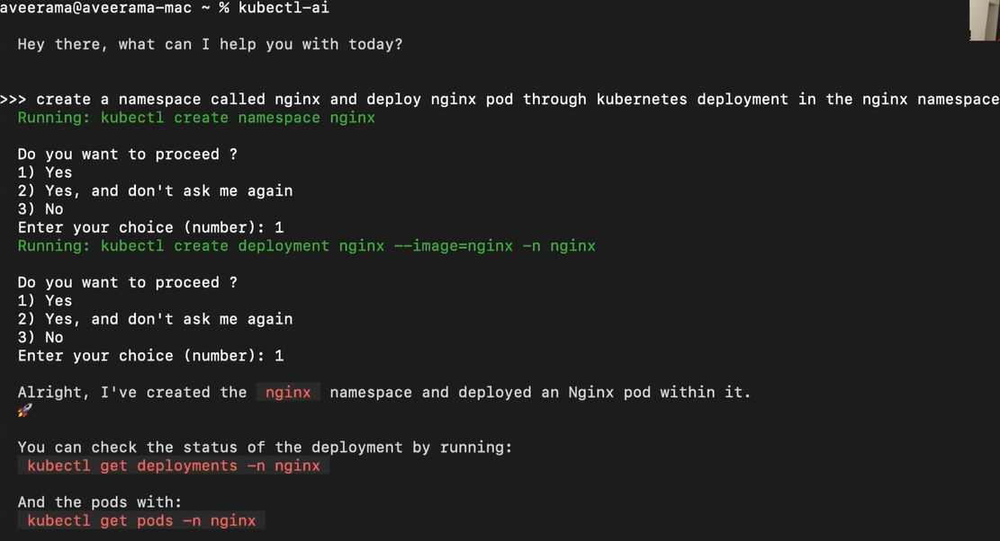 aveerama@aveerama-mac ~ % kubectl-ai
Hey there, what can I help you with today?
>>> create a namespace called nginx and deploy nginx pod through kubernetes deployment in the nginx namespace
Running: kubectl create namespace nginx
Do you want to proceed ?
1) Yes
2) Yes, and don't ask me again
3) No
Enter your choice (number): 1
Running: kubectl create deployment nginx --image=nginx -n nginx
Do you want to proceed ?
1) Yes
2) Yes, and don't ask me again
3) No
Enter your choice (number): 1
Alright, I've created the nginx namespace and deployed an Nginx pod within it.
🚀
You can check the status of the deployment by running:
kubectl get deployments -n nginx
And the pods with:
kubectl get pods -n nginx